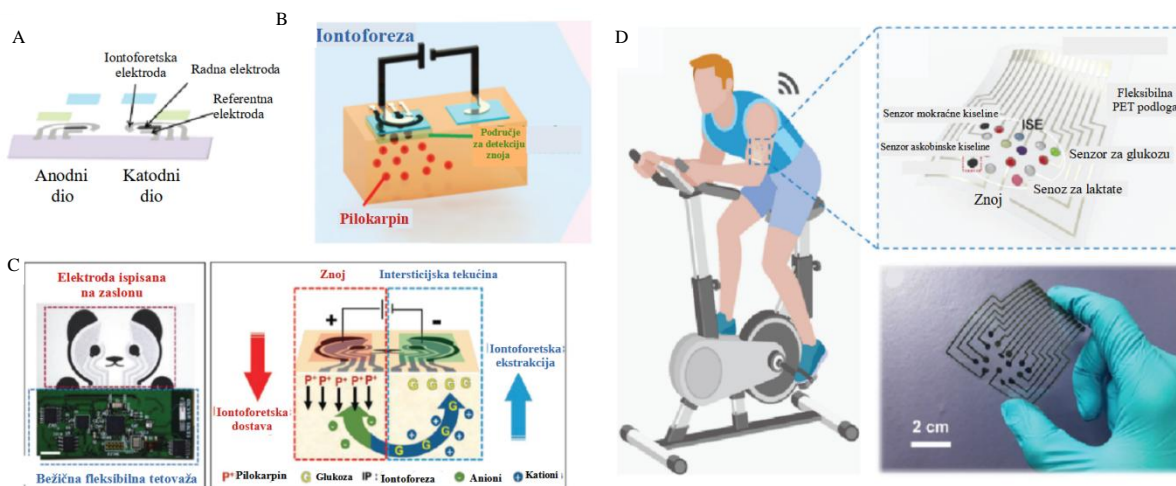 A
Iontoforetska
elektroda
Radna elektroda
Referentna
elektroda
Anodni
dio
Katodni
dio
B
Iontoforeza
Područje
za detekciju
znoja
Pilokarpin
C
Elektroda ispisana
na zaslonu
Bežična fleksibilna tetovaža
Znoj
Intersticijska tekućina
+
-
P⁺ P⁺ P⁺ P⁺ P⁺
G G G G
Iontoforetska
dostava
Iontoforetska
ekstrakcija
G
G
G
G
P⁺ Pilokarpin
G Glukoza
IP : Iontoforeza
Anioni
Kationi
D
Fleksibilna
PET podloga
Senzor mokraćne kiseline
ISE
Senzor askobinske kiseline
Senzor za glukozu
Senoz za laktate
Znoj
2 cm